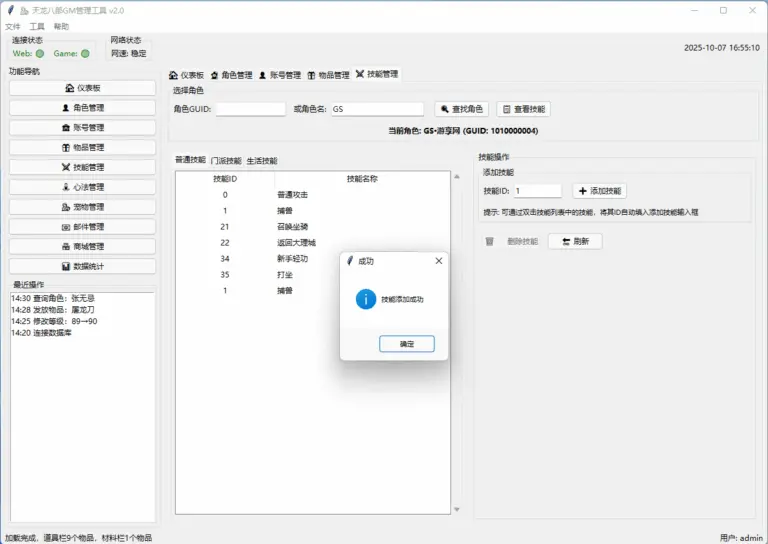 天龙八部GM管理工具 v2.0
文件 工具 帮助
连接状态
Web: Game:
网络状态
网速: 稳定
2025-10-07 16:55:10
功能导航
仪表板
角色管理
账号管理
物品管理
技能管理
心法管理
宠物管理
邮件管理
商城管理
数据统计
最近操作
14:30 查询角色: 张无忌
14:28 发放物品: 屠龙刀
14:25 修改等级: 89→90
14:20 连接数据库
仪表板 角色管理 账号管理 物品管理 技能管理
选择角色
角色GUID: 或角色名: GS 查找角色 查看技能
当前角色: GS•游享网 (GUID: 1010000004)
普通技能 门派技能 生活技能
技能ID 技能名称
0 普通攻击
1 捕兽
21 召唤坐骑
22 返回大理城
34 新手轻功
35 打坐
1 捕兽
技能操作
添加技能
技能ID: 1 添加技能
提示: 可通过双击技能列表中的技能，将其ID自动填入添加技能输入框
删除技能 刷新
成功
技能添加成功
确定
加载完成，道具栏9个物品，材料栏1个物品
用户: admin